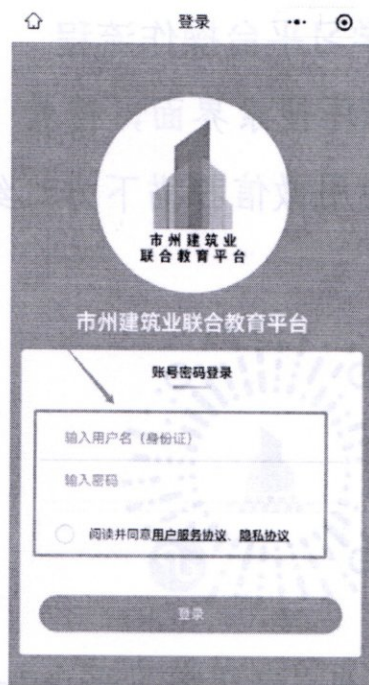 登录
市州建筑业
联合教育平台
市州建筑业联合教育平台
账号密码登录
输入用户名（身份证）
输入密码
阅读并同意用户服务协议、隐私协议
登录